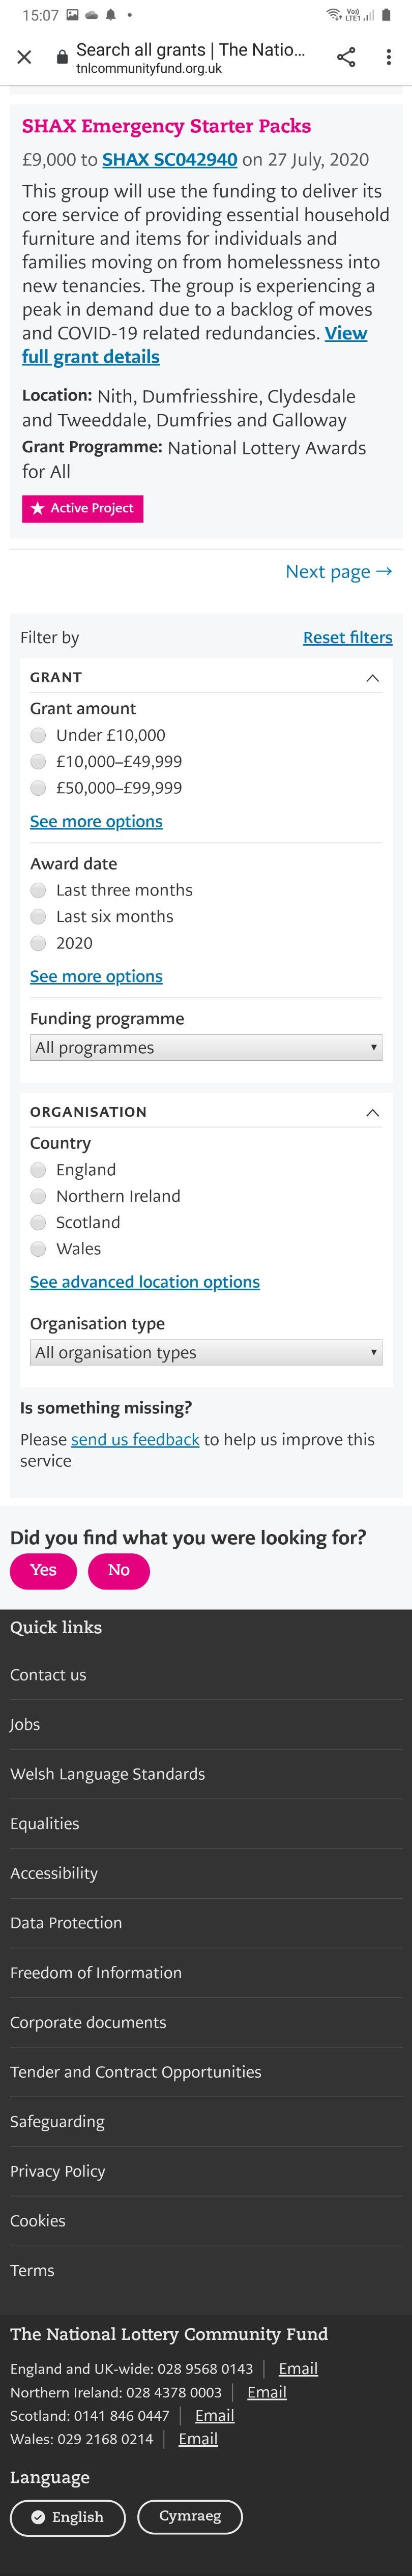 15:07
Vo)) LTE1
Search all grants | The Natio...
tnlcommunityfund.org.uk
SHAX Emergency Starter Packs
£9,000 to SHAX SC042940 on 27 July, 2020
This group will use the funding to deliver its
core service of providing essential household
furniture and items for individuals and
families moving on from homelessness into
new tenancies. The group is experiencing a
peak in demand due to a backlog of moves
and COVID-19 related redundancies. View
full grant details
Location: Nith, Dumfriesshire, Clydesdale
and Tweeddale, Dumfries and Galloway
Grant Programme: National Lottery Awards
for All
★ Active Project
Next page →
Filter by Reset filters
GRANT
Grant amount
Under £10,000
£10,000–£49,999
£50,000–£99,999
See more options
Award date
Last three months
Last six months
2020
See more options
Funding programme
All programmes
ORGANISATION
Country
England
Northern Ireland
Scotland
Wales
See advanced location options
Organisation type
All organisation types
Is something missing?
Please send us feedback to help us improve this
service
Did you find what you were looking for?
Yes No
Quick links
Contact us
Jobs
Welsh Language Standards
Equalities
Accessibility
Data Protection
Freedom of Information
Corporate documents
Tender and Contract Opportunities
Safeguarding
Privacy Policy
Cookies
Terms
The National Lottery Community Fund
England and UK-wide: 028 9568 0143 | Email
Northern Ireland: 028 4378 0003 | Email
Scotland: 0141 846 0447 | Email
Wales: 029 2168 0214 | Email
Language
English Cymraeg